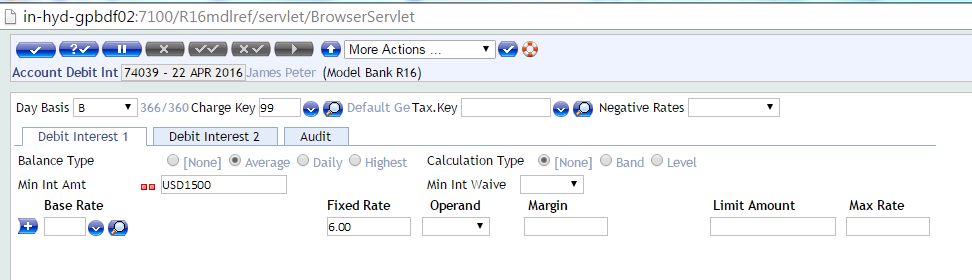 in-hyd-gpbdf02:7100/R16mdlref/servlet/BrowserServlet
More Actions ...
Account Debit Int 74039 - 22 APR 2016 James Peter (Model Bank R16)
Day Basis B 366/360 Charge Key 99 Default Ge Tax.Key Negative Rates
Debit Interest 1 Debit Interest 2 Audit
Balance Type [None] Average Daily Highest Calculation Type [None] Band Level
Min Int Amt USD1500 Min Int Waive
Base Rate Fixed Rate Operand Margin Limit Amount Max Rate
6.00